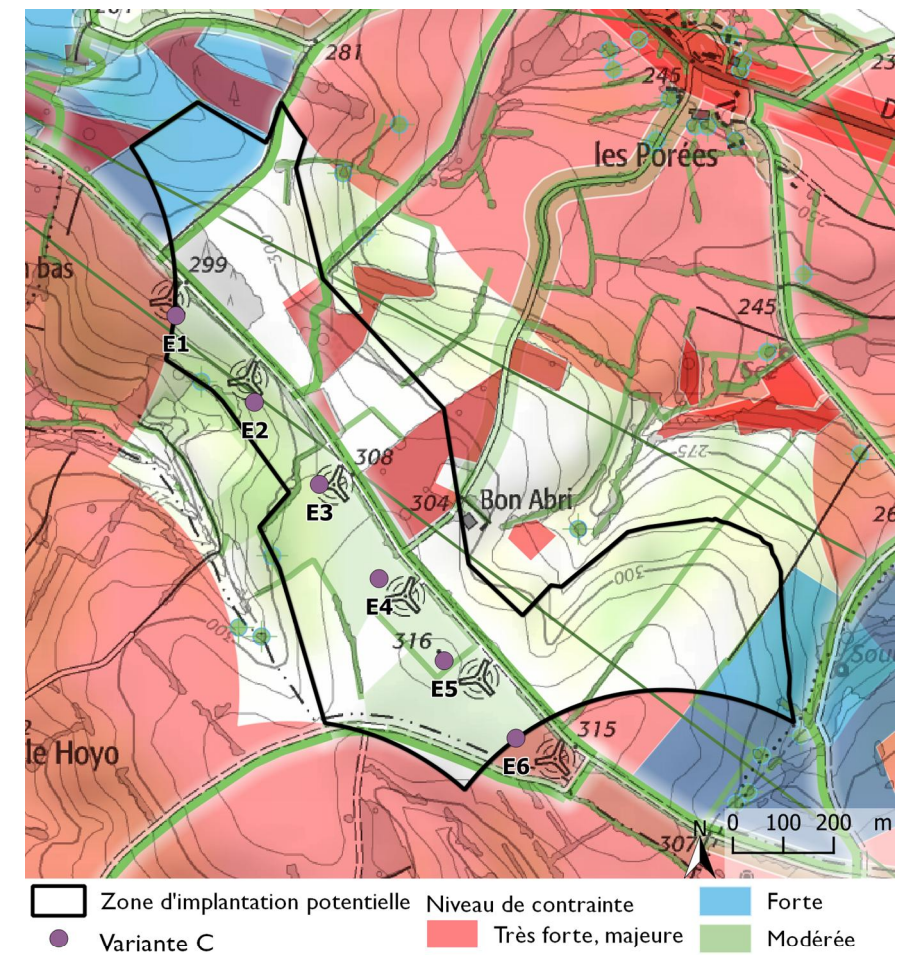 281
245
les Porées
299
bas
245
E1
E2
308
275
304
Bon Abri
E3
300
E4
300
316
E5
315
le Hoyo
E6
N
0 100 200 m
307
Zone d'implantation potentielle
Variante C
Niveau de contrainte
Très forte, majeure
Forte
Modérée